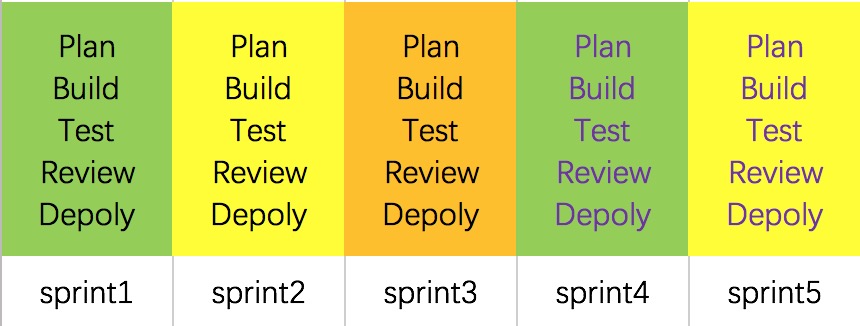 Plan Plan Plan Plan Plan
Build Build Build Build Build
Test Test Test Test Test
Review Review Review Review Review
Depoly Depoly Depoly Depoly Depoly
sprint1 sprint2 sprint3 sprint4 sprint5